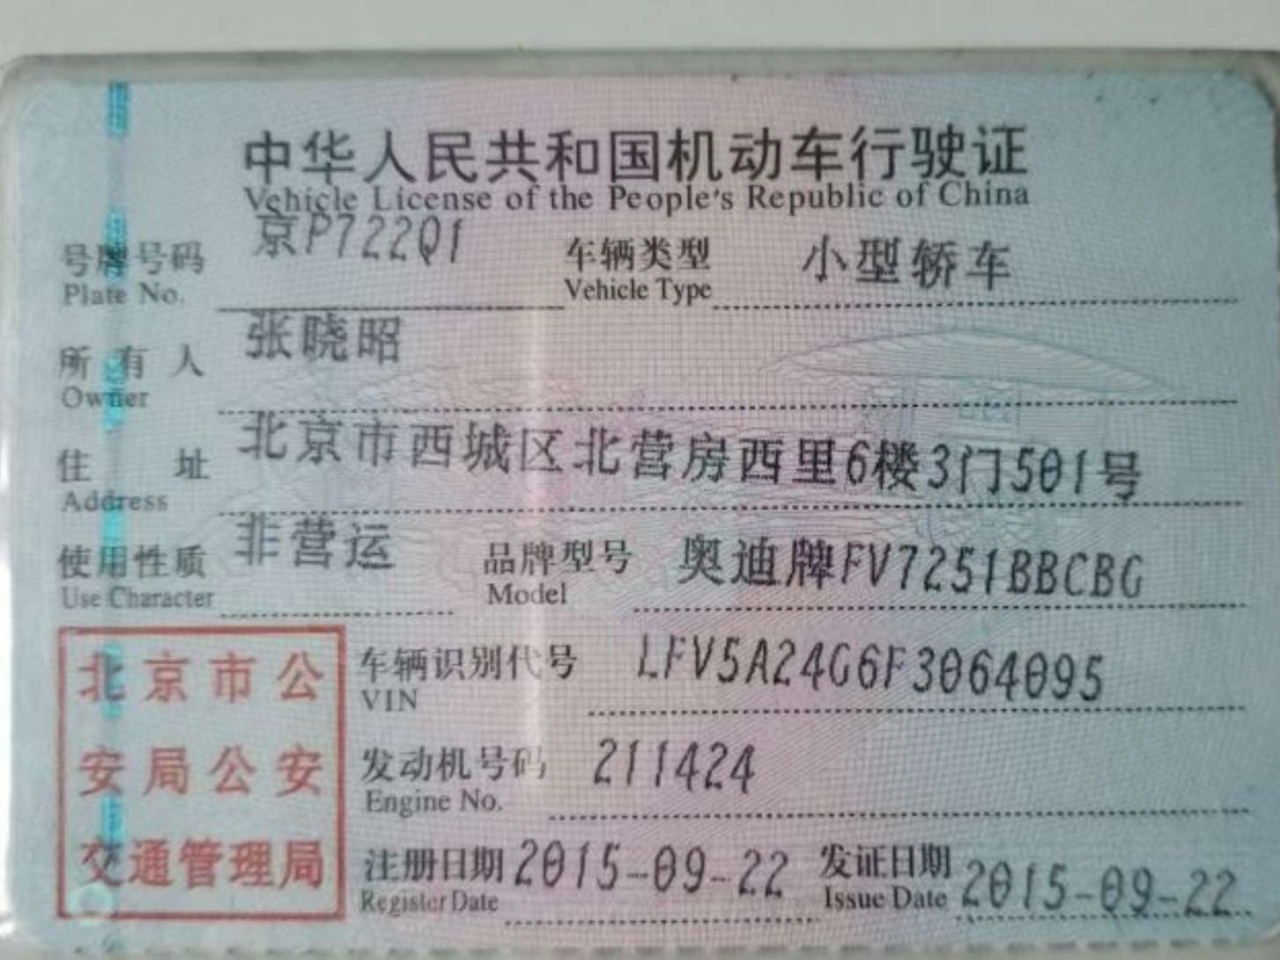 中华人民共和国机动车行驶证
Vehicle License of the People's Republic of China
号牌号码 京P722Q1 车辆类型 小型轿车
Plate No. Vehicle Type
所有人 张晓昭
Owner
住址 北京市西城区北营房西里6楼3门501号
Address
使用性质 非营运 品牌型号 奥迪牌FV7251BBCBG
Use Character Model
北京市公
安局公安
交通管理局
车辆识别代号 LFV5A24G6F3064095
VIN
发动机号码 211424
Engine No.
注册日期 2015-09-22 发证日期 2015-09-22
Register Date Issue Date